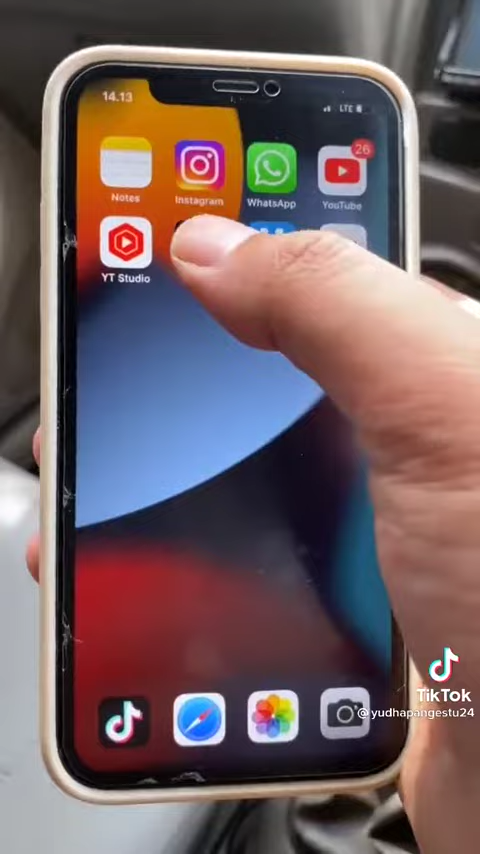 14.13
LTE
26
Notes
Instagram
WhatsApp
YouTube
YT Studio
TikTok
@yudhapangestu24